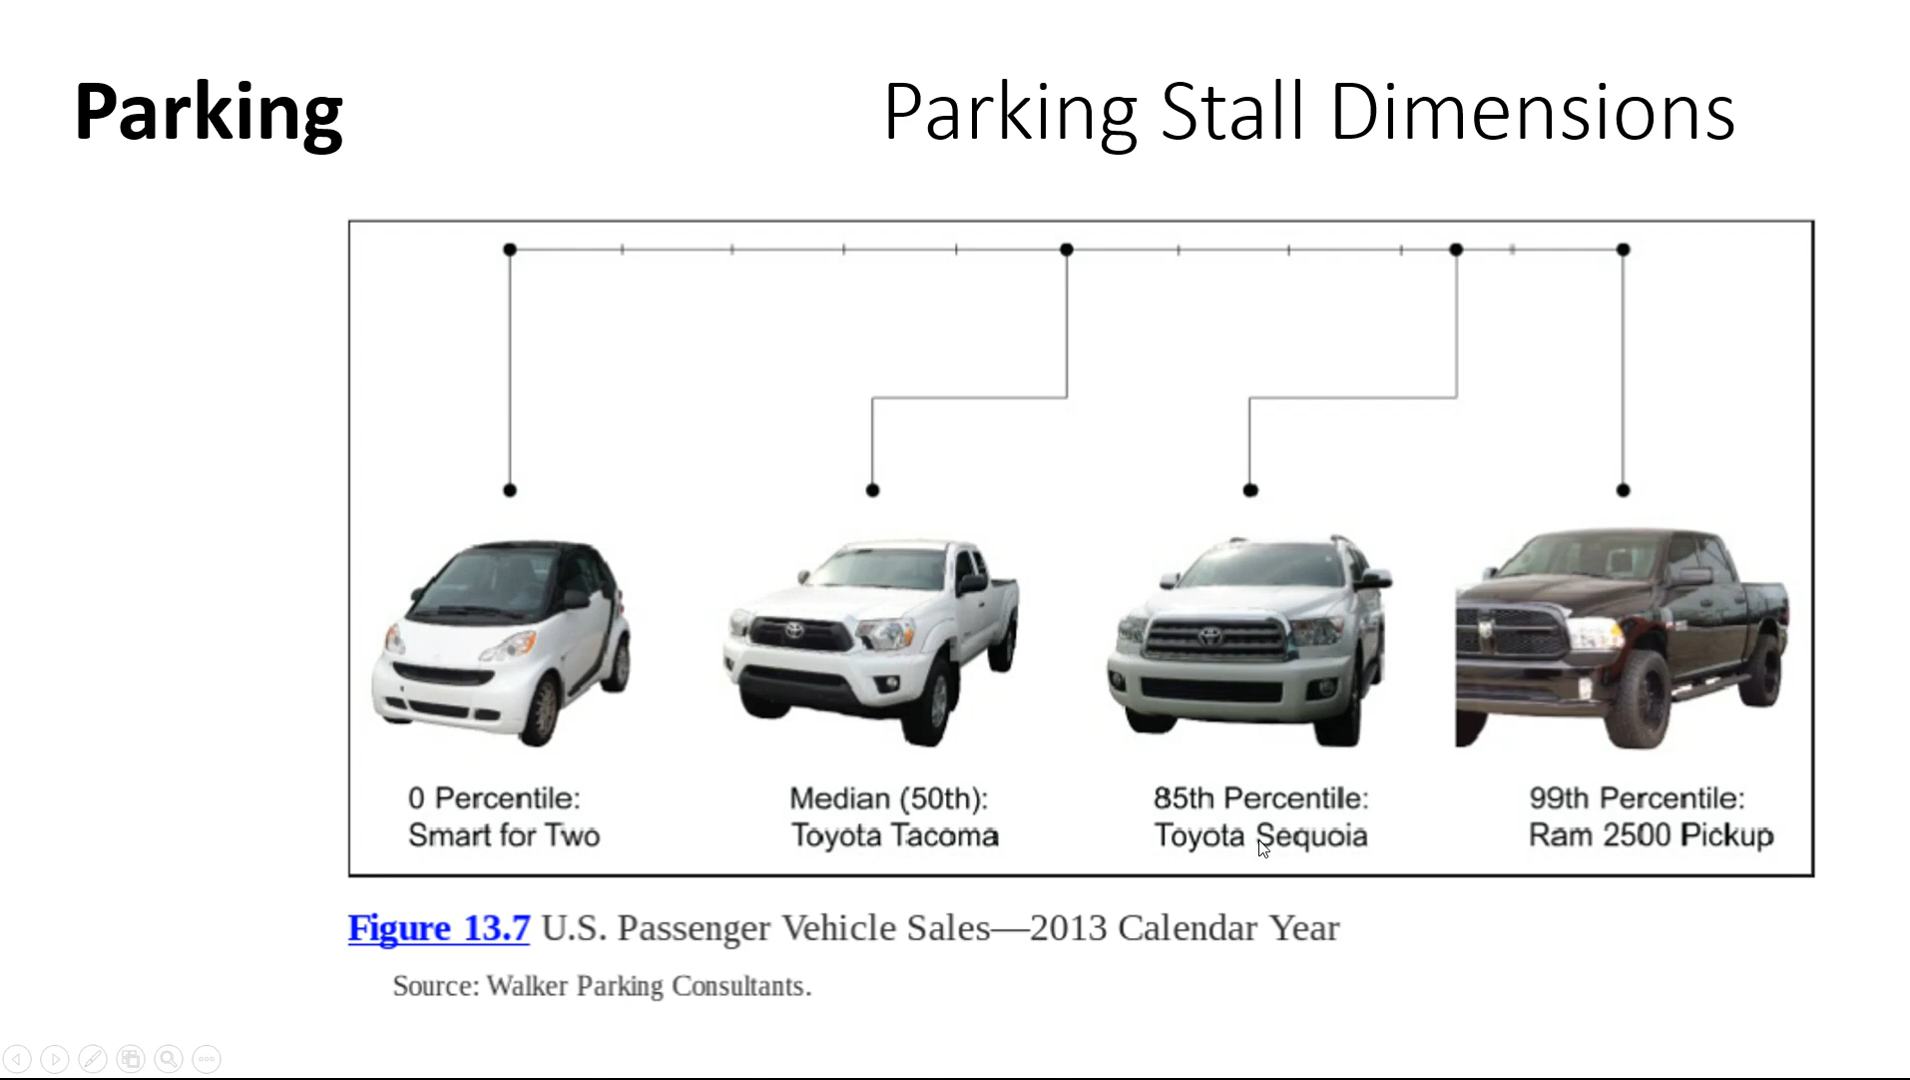 Parking
Parking Stall Dimensions
0 Percentile:
Smart for Two
Median (50th):
Toyota Tacoma
85th Percentile:
Toyota Sequoia
99th Percentile:
Ram 2500 Pickup
Figure 13.7 U.S. Passenger Vehicle Sales—2013 Calendar Year
Source: Walker Parking Consultants.